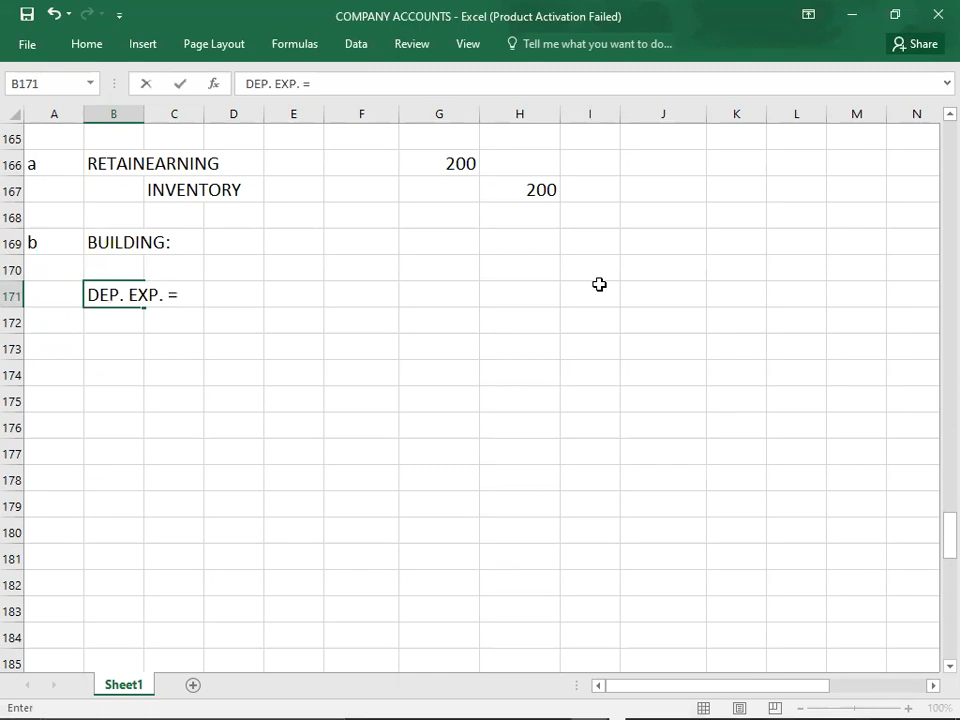 COMPANY ACCOUNTS - Excel (Product Activation Failed)
File Home Insert Page Layout Formulas Data Review View Tell me what you want to do... Share
B171 fx DEP. EXP. =
A B C D E F G H I J K L M N
165
166 a RETAINEARNING 200
167 INVENTORY 200
168
169 b BUILDING:
170
171 DEP. EXP. =
172
173
174
175
176
177
178
179
180
181
182
183
184
185
Sheet1
Enter 100%